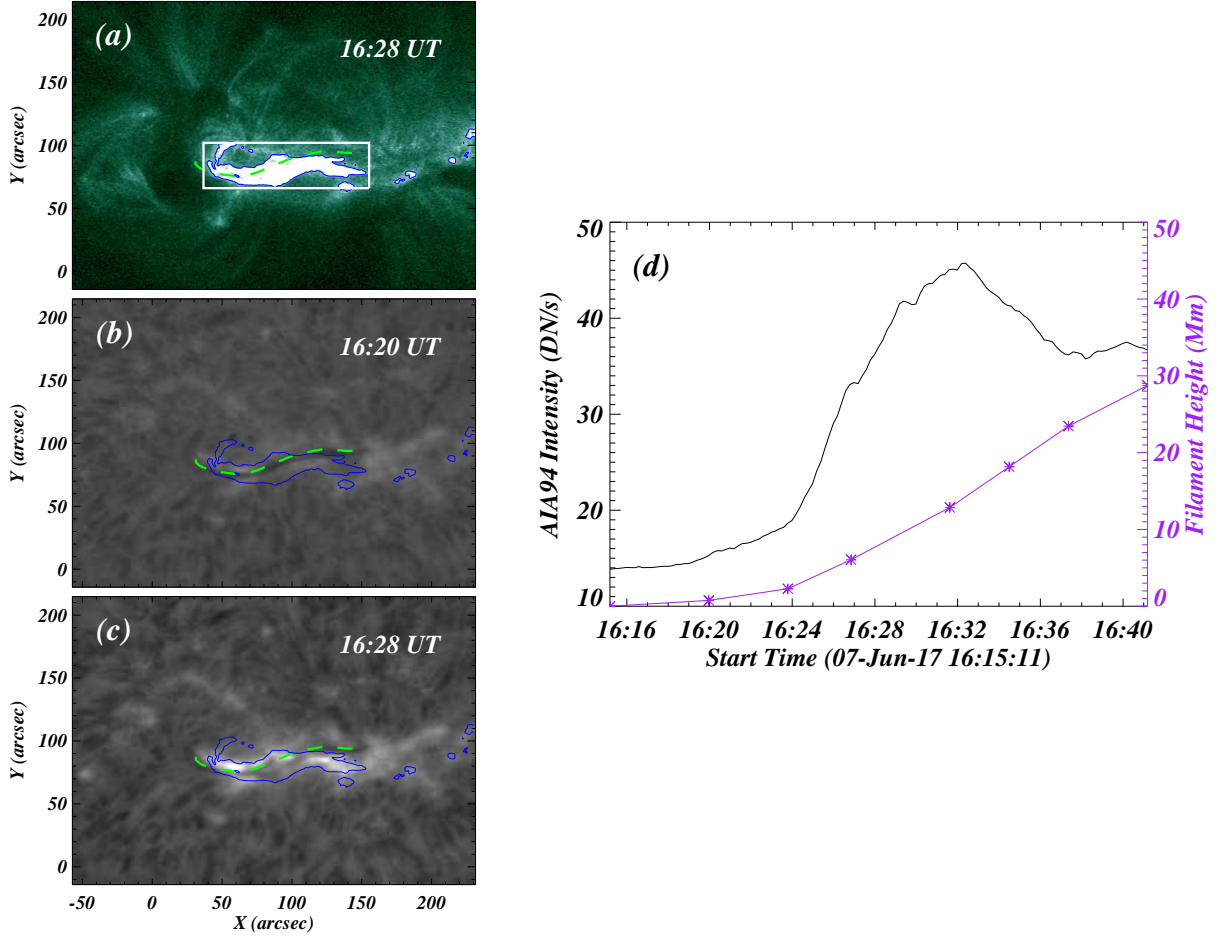 (a)
16:28 UT
200
150
100
50
0
Y (arcsec)
(b)
16:20 UT
200
150
100
50
0
Y (arcsec)
(c)
16:28 UT
200
150
100
50
0
Y (arcsec)
-50 0 50 100 150 200
X (arcsec)
(d)
50
40
30
20
10
AIA94 Intensity (DN/s)
50
40
30
20
10
0
Filament Height (Mm)
16:16 16:20 16:24 16:28 16:32 16:36 16:40
Start Time (07-Jun-17 16:15:11)